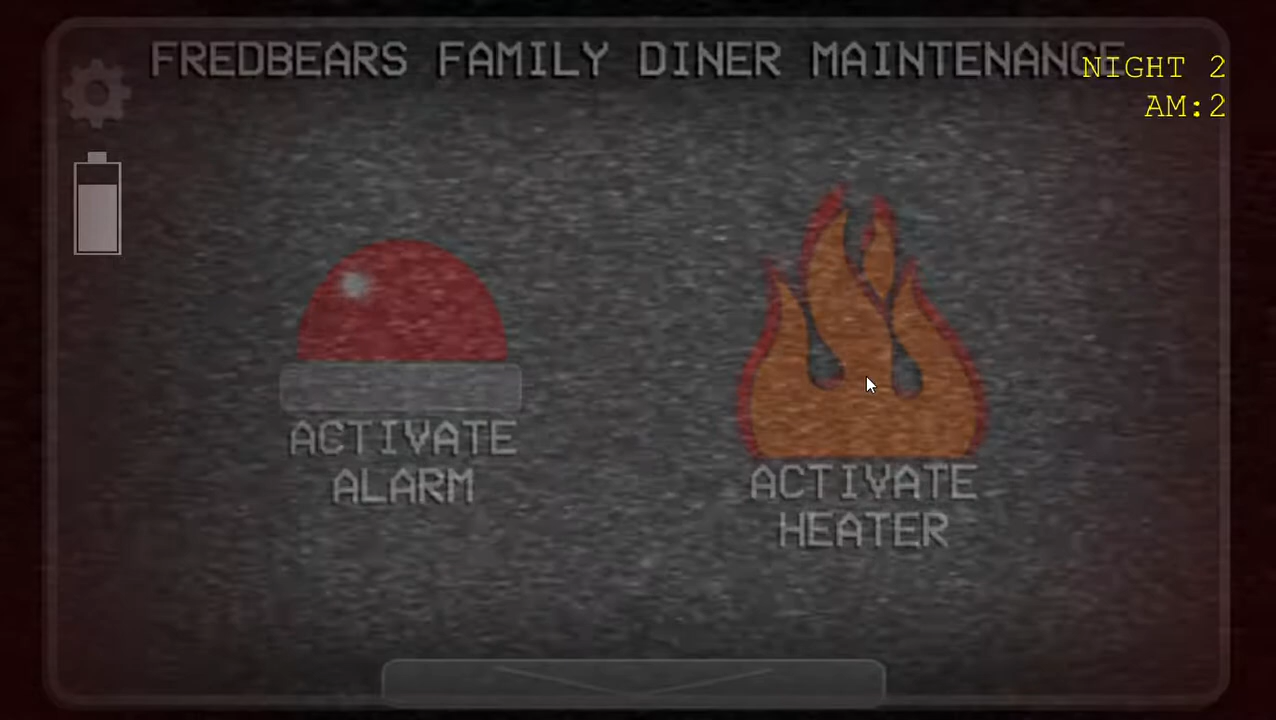 FREDBEARS FAMILY DINER MAINTENANCE
NIGHT 2
AM:2
ACTIVATE
ALARM
ACTIVATE
HEATER